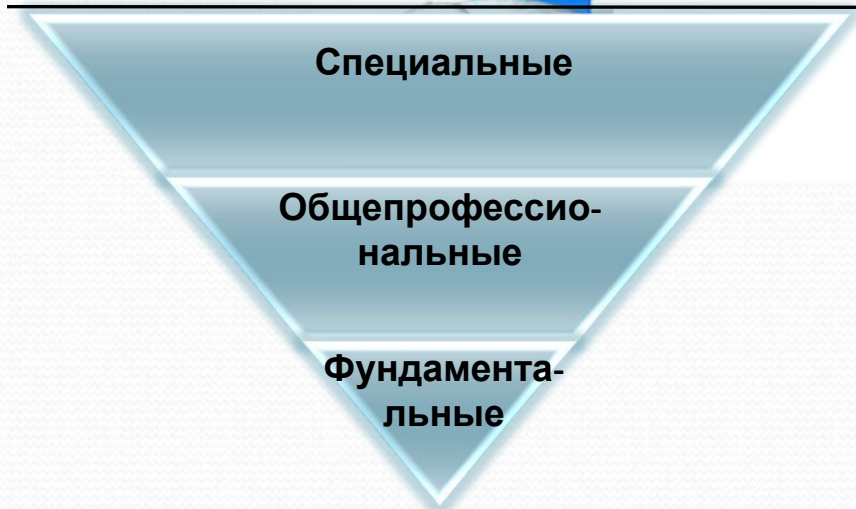 Специальные
Общепрофессио-
нальные
Фундамента-
льные